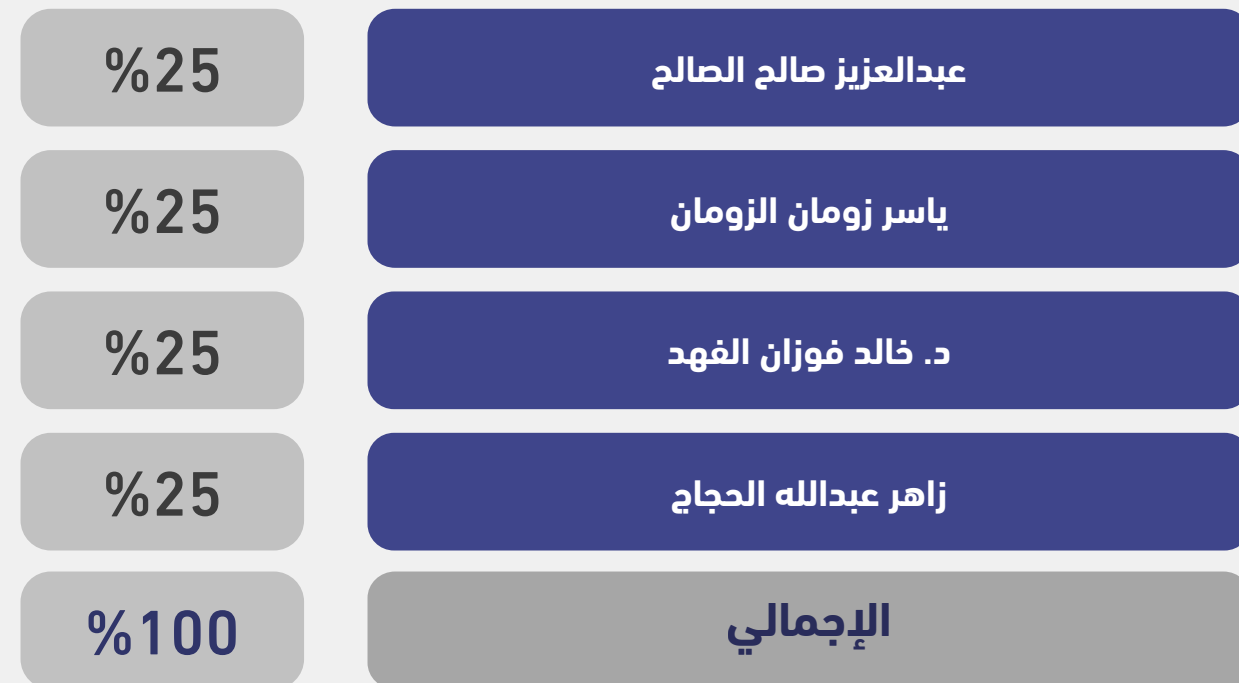 عبدالعزيز صالح الصالح %25
ياسر زومان الزومان %25
د. خالد فوزان الفهد %25
زاهر عبدالله الحجاج %25
الإجمالي %100